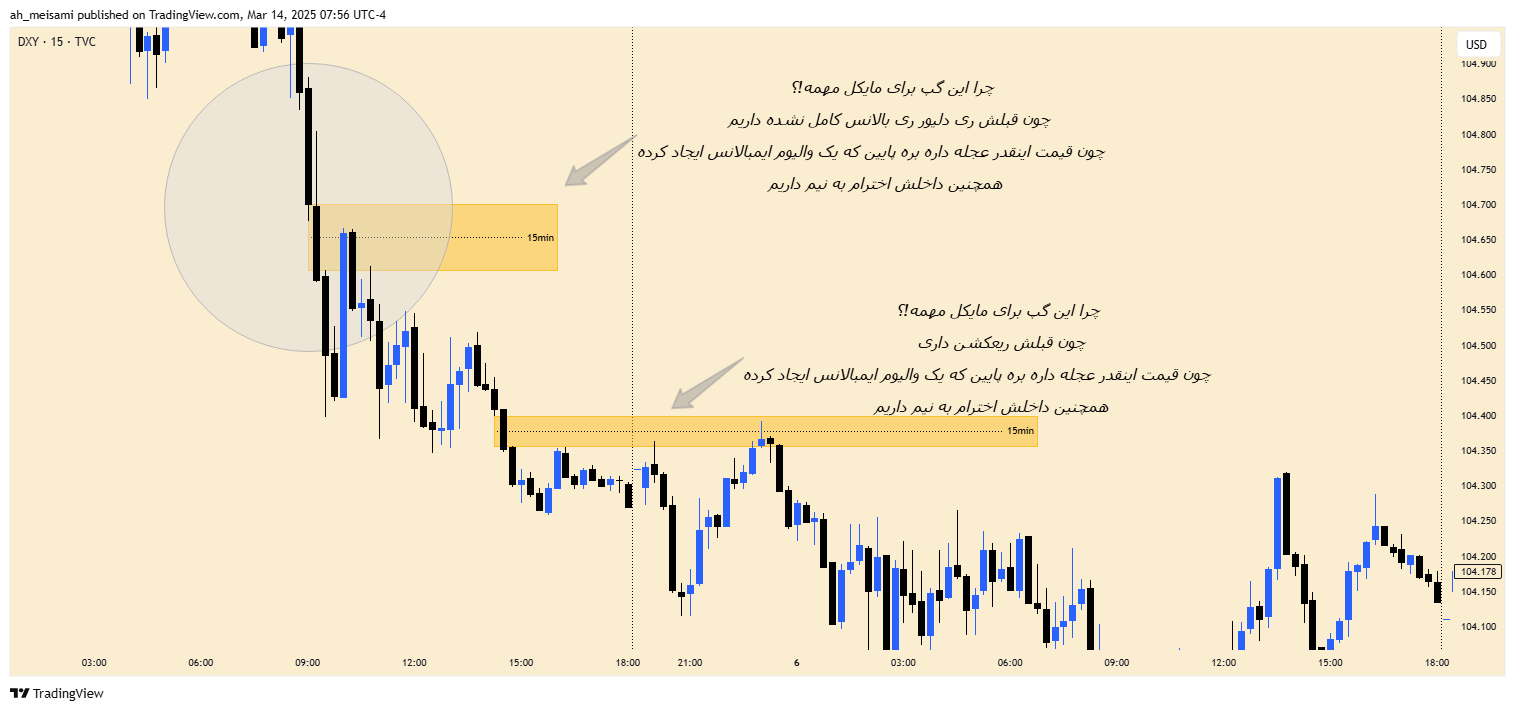 ah_meisami published on TradingView.com, Mar 14, 2025 07:56 UTC-4
DXY · 15 · TVC
USD
104.900
چرا این گپ برای مایکل مهمه!؟
104.850
چون قبلش ری دلیور ری بالانس کامل نشده داریم
104.800
چون قیمت اینقدر عجله داره بره پایین که یک والیوم ایمبالانس ایجاد کرده
104.750
همچنین داخلش اخترام به نیم داریم
104.700
15min
104.650
104.600
چرا این گپ برای مایکل مهمه!؟
104.550
چون قبلش ریعکشن داری
104.500
چون قیمت اینقدر عجله داره بره پایین که یک والیوم ایمبالانس ایجاد کرده
104.450
همچنین داخلش اخترام به نیم داریم
104.400
15min
104.350
104.300
104.250
104.200
104.178
104.150
104.100
03:00 06:00 09:00 12:00 15:00 18:00 21:00 6 03:00 06:00 09:00 12:00 15:00 18:00
TradingView